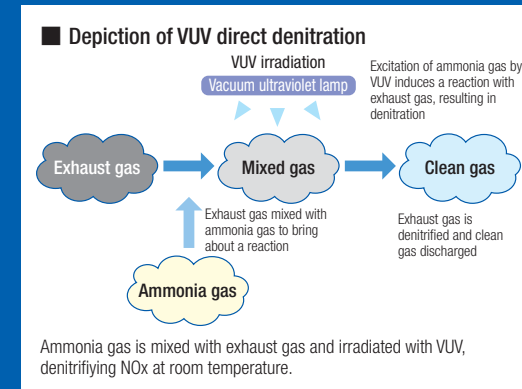 ■ Depiction of VUV direct denitration
VUV irradiation
Vacuum ultraviolet lamp
Excitation of ammonia gas by
VUV induces a reaction with
exhaust gas, resulting in
denitration
Exhaust gas
Mixed gas
Clean gas
Exhaust gas mixed with
ammonia gas to bring
about a reaction
Exhaust gas is
denitrified and clean
gas discharged
Ammonia gas
Ammonia gas is mixed with exhaust gas and irradiated with VUV,
denitrifiying NOx at room temperature.